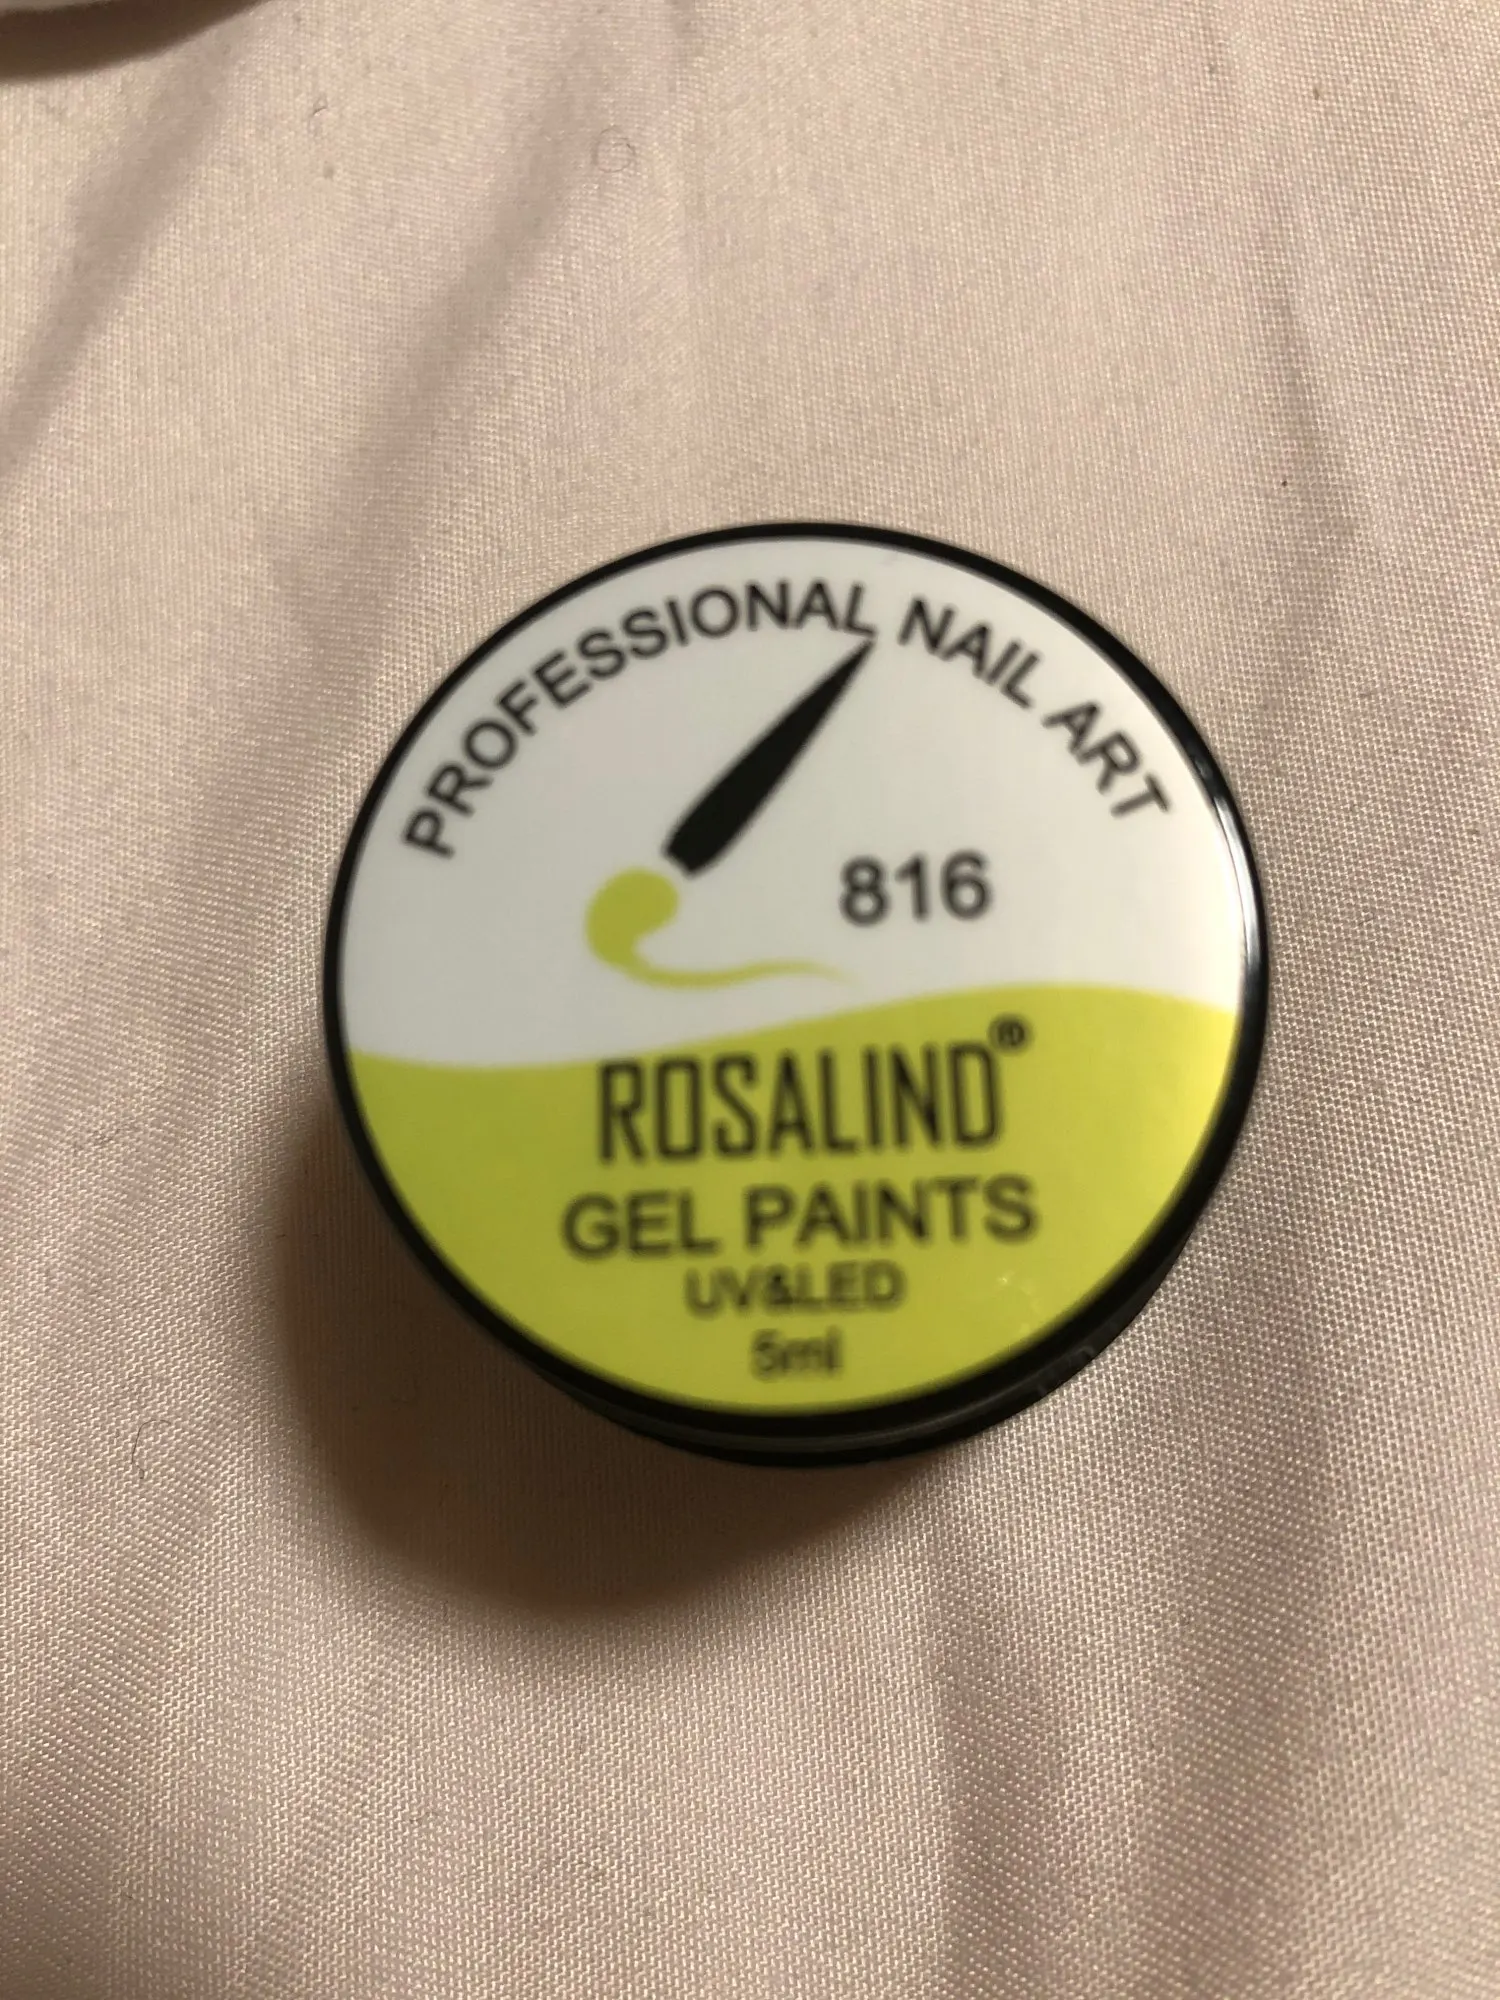 PROFESSIONAL NAIL ART
816
ROSALIND®
GEL PAINTS
UV&LED
5ml